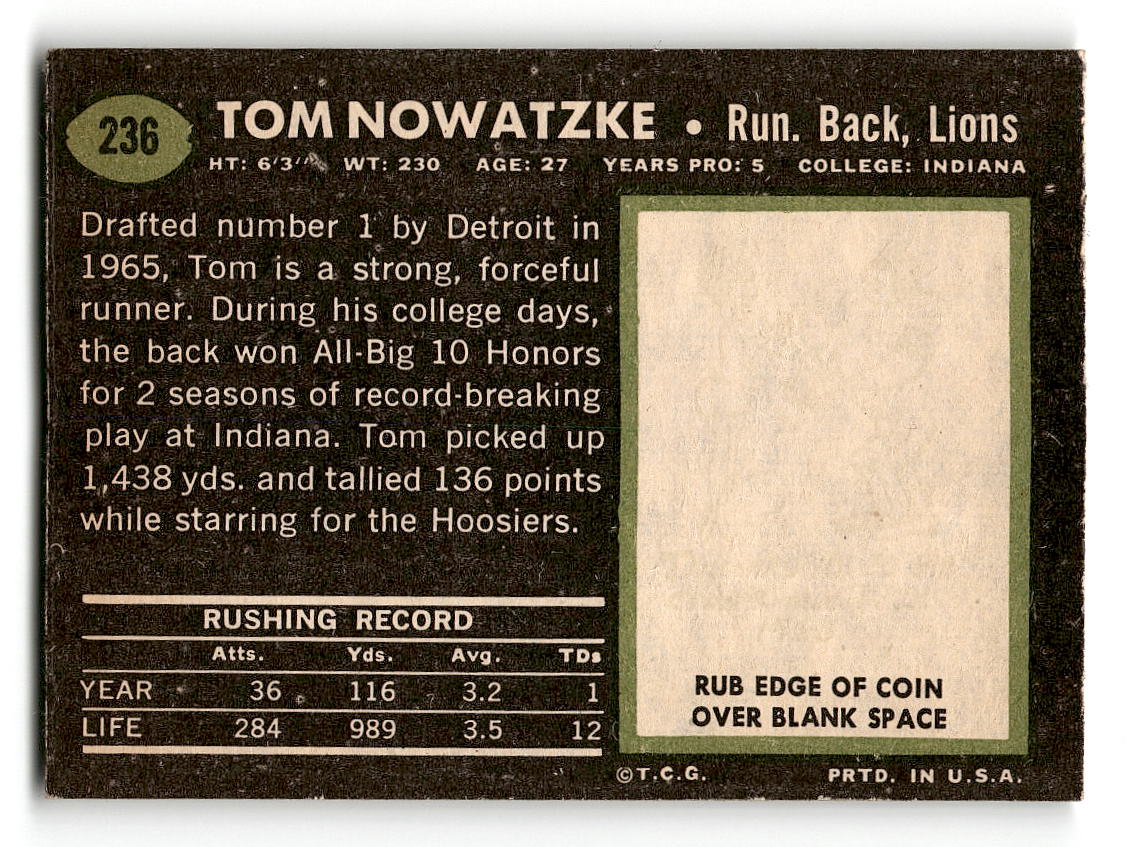 236
TOM NOWATZKE • Run. Back, Lions
HT: 6'3" WT: 230 AGE: 27 YEARS PRO: 5 COLLEGE: INDIANA
Drafted number 1 by Detroit in
1965, Tom is a strong, forceful
runner. During his college days,
the back won All-Big 10 Honors
for 2 seasons of record-breaking
play at Indiana. Tom picked up
1,438 yds. and tallied 136 points
while starring for the Hoosiers.
RUSHING RECORD
Atts. Yds. Avg. TDs
YEAR 36 116 3.2 1
LIFE 284 989 3.5 12
RUB EDGE OF COIN
OVER BLANK SPACE
©T.C.G. PRTD. IN U.S.A.